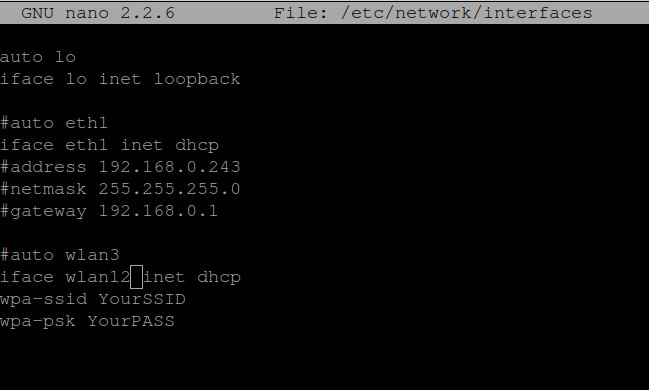 GNU nano 2.2.6 File: /etc/network/interfaces
auto lo
iface lo inet loopback
#auto eth1
iface eth1 inet dhcp
#address 192.168.0.243
#netmask 255.255.255.0
#gateway 192.168.0.1
#auto wlan3
iface wlan12 inet dhcp
wpa-ssid YourSSID
wpa-psk YourPASS